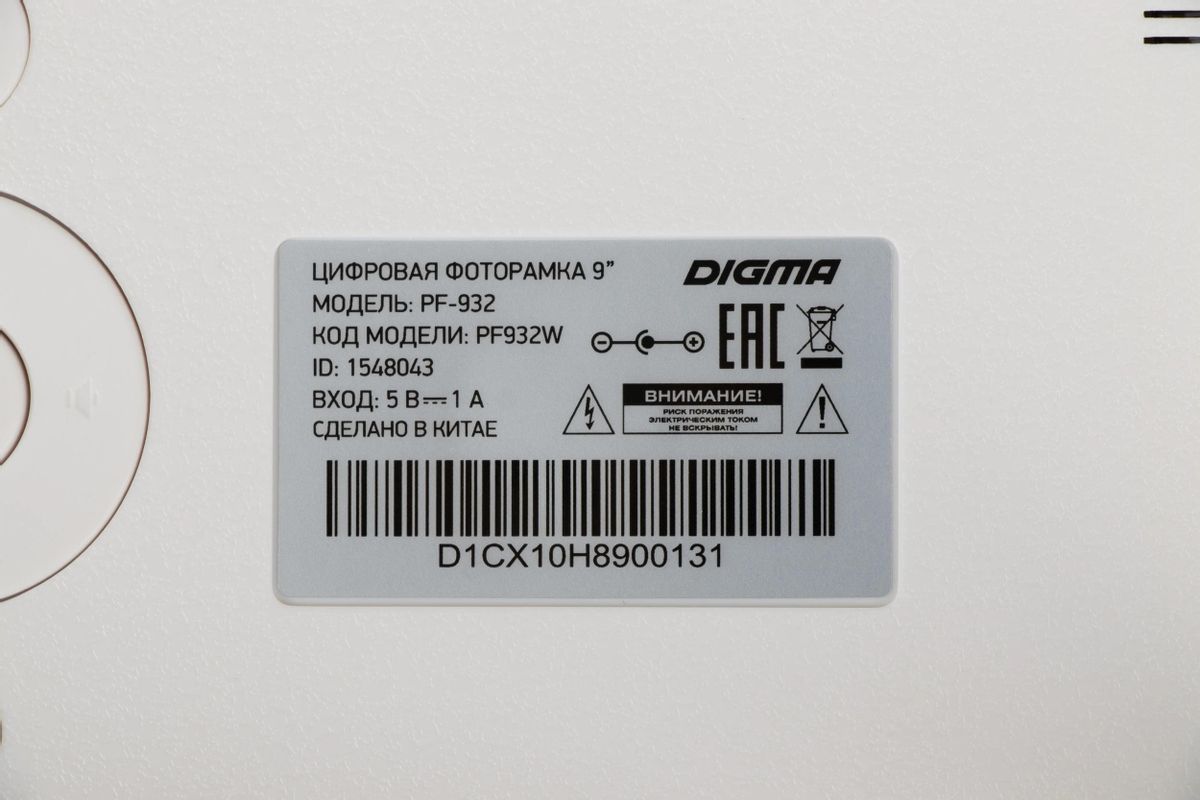 ЦИФРОВАЯ ФОТОРАМКА 9”
DIGMA
МОДЕЛЬ: PF-932
КОД МОДЕЛИ: PF932W
EAC
ID: 1548043
ВХОД: 5 В⎓1 А
СДЕЛАНО В КИТАЕ
ВНИМАНИЕ!
РИСК ПОРАЖЕНИЯ
ЭЛЕКТРИЧЕСКИМ ТОКОМ
НЕ ВСКРЫВАТЬ!
D1CX10H8900131